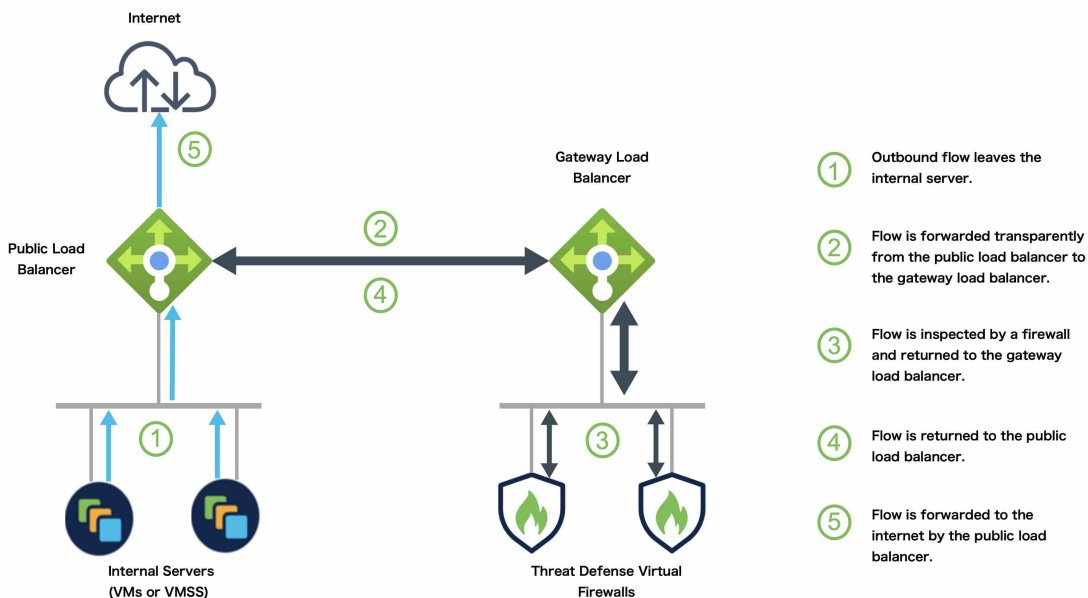 Internet
5
Gateway Load
Balancer
Public Load
Balancer
2
4
1
3
Internal Servers
(VMs or VMSS)
Threat Defense Virtual
Firewalls
1
Outbound flow leaves the
internal server.
2
Flow is forwarded transparently
from the public load balancer to
the gateway load balancer.
3
Flow is inspected by a firewall
and returned to the gateway
load balancer.
4
Flow is returned to the public
load balancer.
5
Flow is forwarded to the
internet by the public load
balancer.